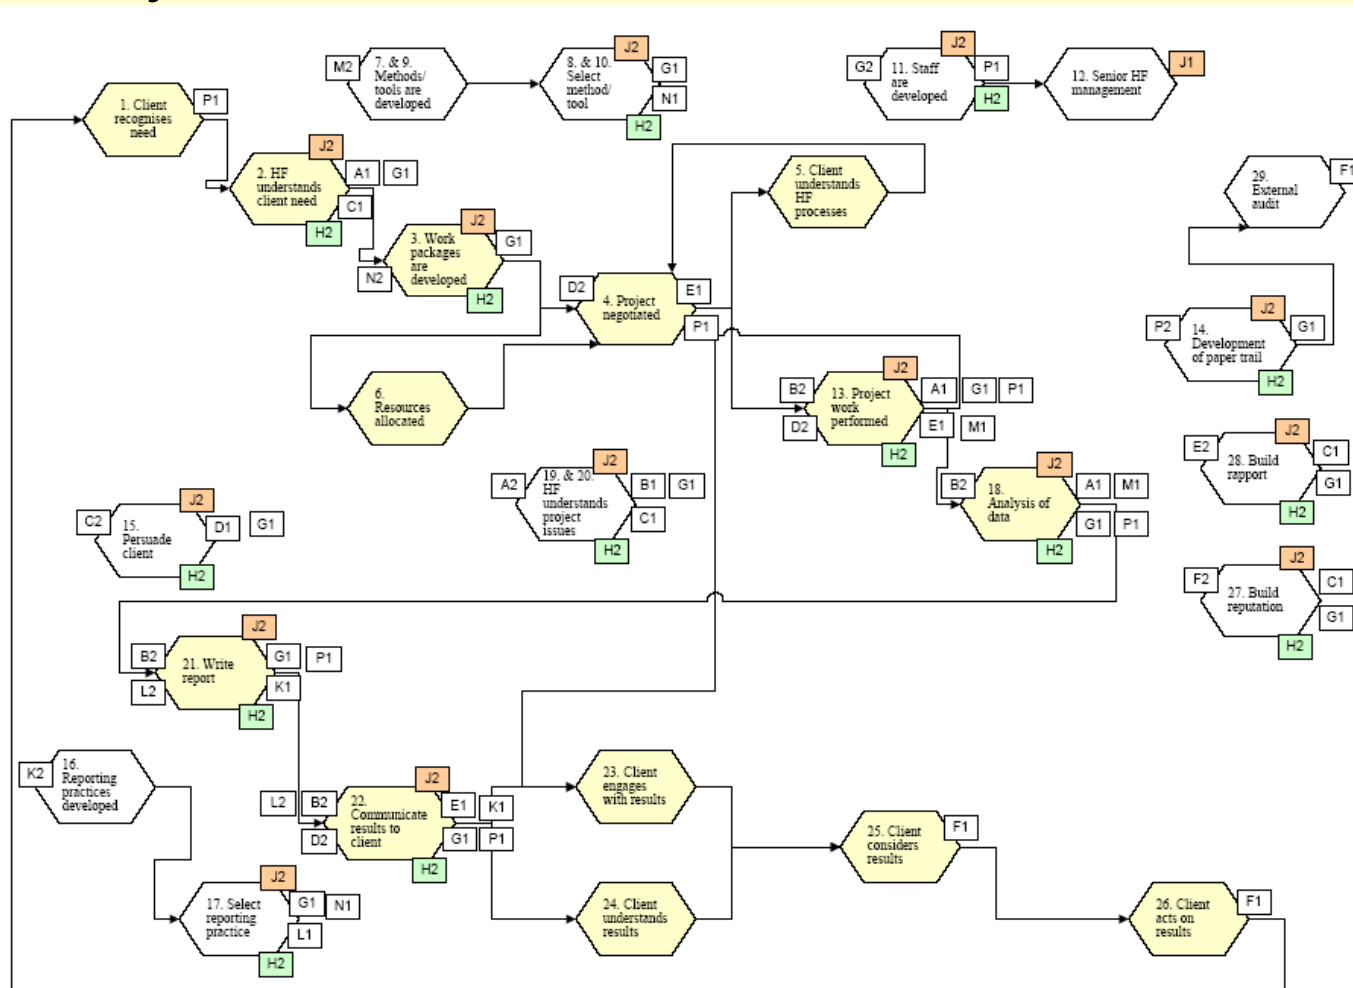 J2
M2
7. & 9.
Methods/
tools are
developed
8. & 10.
Select
method/
tool
G1
N1
H2
J2
G2
11. Staff
are
developed
P1
H2
12. Senior HF
management
J1
1. Client
recognises
need
P1
J2
2. HF
understands
client need
A1
G1
C1
H2
J2
3. Work
packages
are
developed
G1
N2
H2
5. Client
understands
HF
processes
29.
External
audit
F1
D2
4. Project
negotiated
E1
P1
J2
P2
14.
Development
of paper trail
G1
H2
6.
Resources
allocated
J2
B2
D2
13. Project
work
performed
A1
G1
P1
E1
M1
H2
J2
E2
28. Build
rapport
C1
G1
H2
J2
A2
19. & 20.
HF
understands
project
issues
B1
G1
C1
H2
J2
B2
18.
Analysis of
data
A1
M1
G1
P1
H2
J2
C2
15.
Persuade
client
D1
G1
H2
J2
F2
27. Build
reputation
C1
G1
H2
J2
B2
L2
21. Write
report
G1
P1
K1
H2
K2
16.
Reporting
practices
developed
J2
L2
B2
D2
22.
Communicate
results to
client
E1
K1
G1
P1
H2
23. Client
engages
with results
25. Client
considers
results
F1
J2
17. Select
reporting
practice
G1
N1
L1
H2
24. Client
understands
results
26. Client
acts on
results
F1